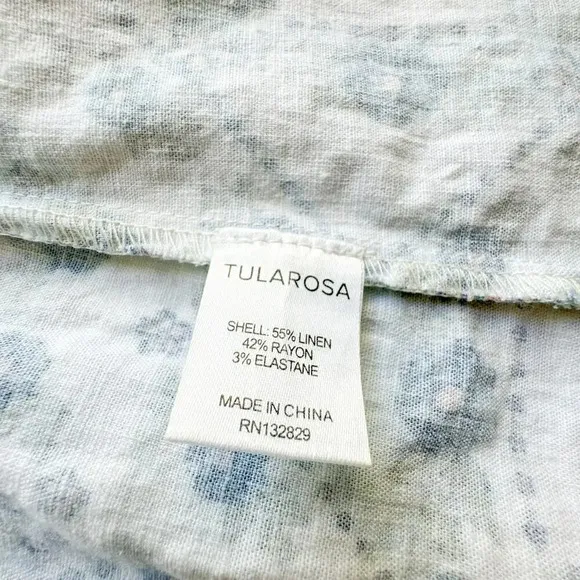 TULAROSA
SHELL: 55% LINEN
42% RAYON
3% ELASTANE
MADE IN CHINA
RN132829